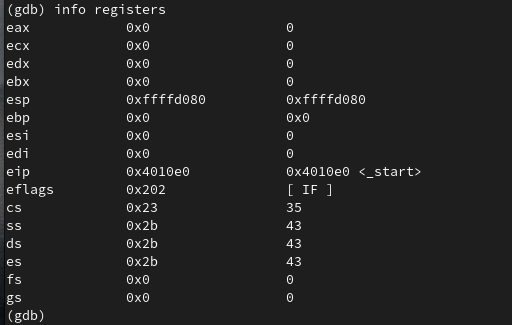 (gdb) info registers
eax            0x0                 0
ecx            0x0                 0
edx            0x0                 0
ebx            0x0                 0
esp            0xffffd080          0xffffd080
ebp            0x0                 0x0
esi            0x0                 0
edi            0x0                 0
eip            0x4010e0            0x4010e0 <_start>
eflags         0x202               [ IF ]
cs             0x23                35
ss             0x2b                43
ds             0x2b                43
es             0x2b                43
fs             0x0                 0
gs             0x0                 0
(gdb)